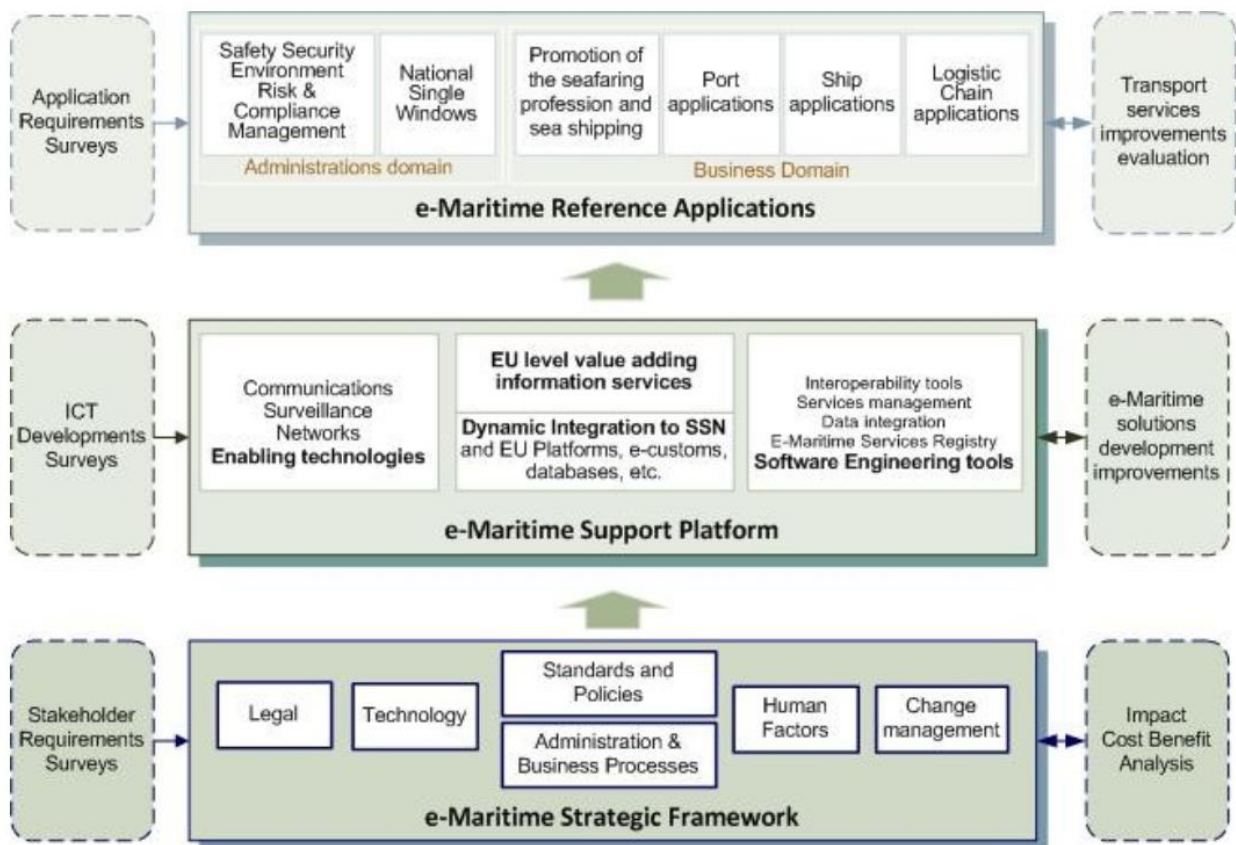 Application
Requirements
Surveys
Safety Security
Environment
Risk &
Compliance
Management
National
Single
Windows
Administrations domain
Promotion of
the seafaring
profession and
sea shipping
Port
applications
Ship
applications
Logistic
Chain
applications
Business Domain
e-Maritime Reference Applications
Transport
services
improvements
evaluation
ICT
Developments
Surveys
Communications
Surveillance
Networks
Enabling technologies
EU level value adding
information services
Dynamic Integration to SSN
and EU Platforms, e-customs,
databases, etc.
Interoperability tools
Services management
Data integration
E-Maritime Services Registry
Software Engineering tools
e-Maritime Support Platform
e-Maritime
solutions
development
improvements
Stakeholder
Requirements
Surveys
Legal
Technology
Standards and
Policies
Administration &
Business Processes
Human
Factors
Change
management
e-Maritime Strategic Framework
Impact
Cost Benefit
Analysis